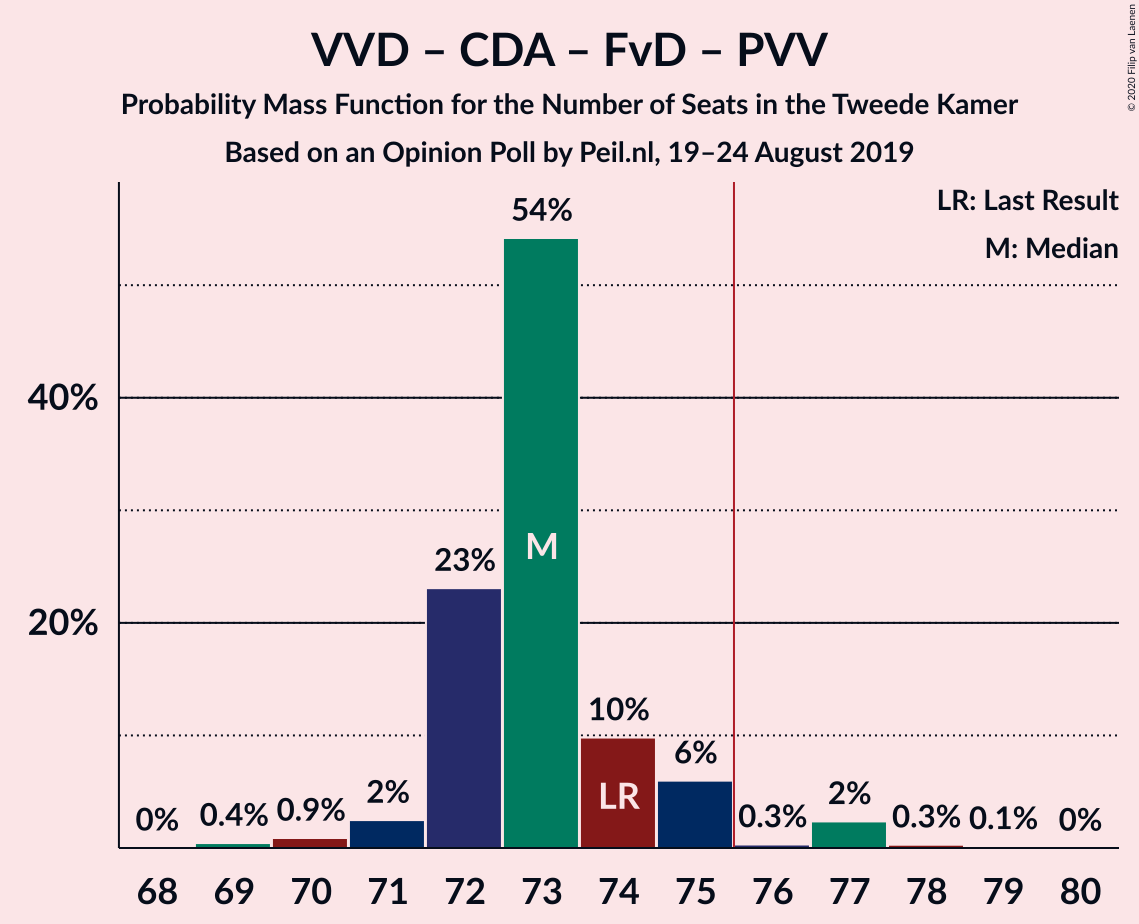 VVD – CDA – FvD – PVV
Probability Mass Function for the Number of Seats in the Tweede Kamer
Based on an Opinion Poll by Peil.nl, 19–24 August 2019
© 2020 Filip van Laenen
LR: Last Result
M: Median
40%
20%
0%
0.4%
0.9%
2%
23%
54%
10%
6%
0.3%
2%
0.3%
0.1%
0%
M
LR
68 69 70 71 72 73 74 75 76 77 78 79 80